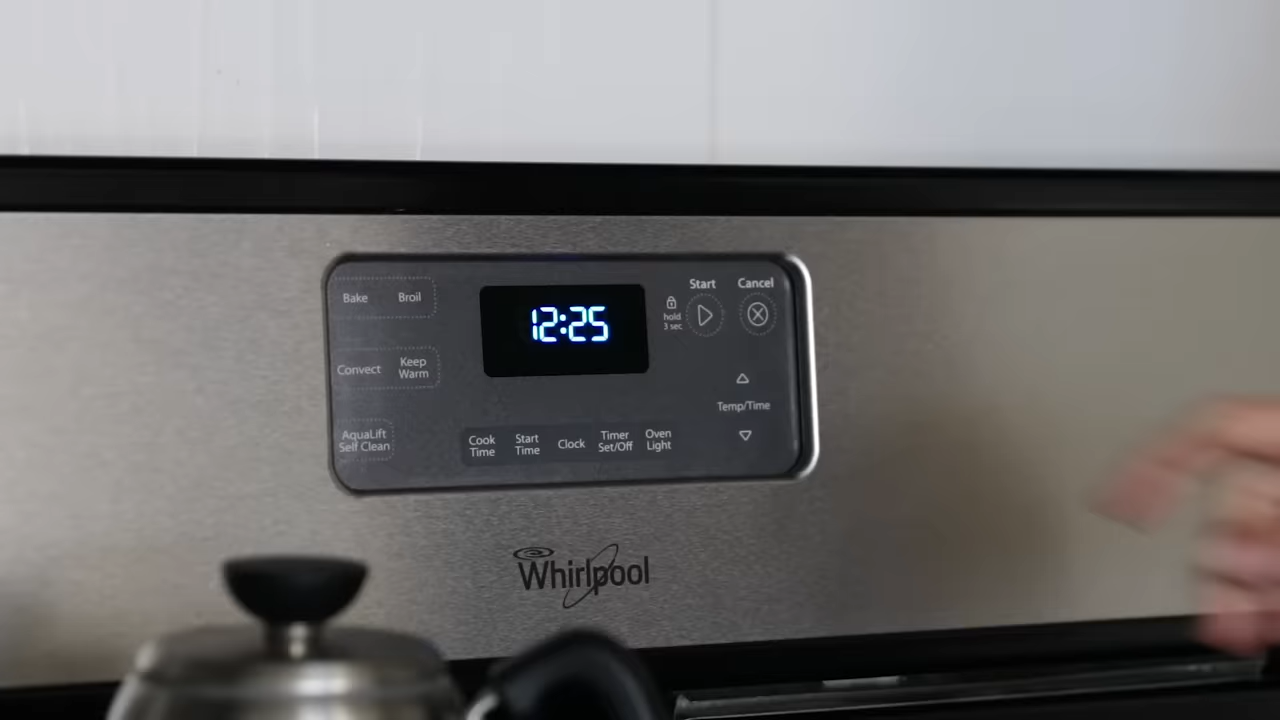 Bake Broil
12:25
Start Cancel
hold
3 sec
Convect Keep
Warm
Temp/Time
AquaLift
Self Clean
Cook
Time
Start
Time
Clock
Timer
Set/Off
Oven
Light
Whirlpool